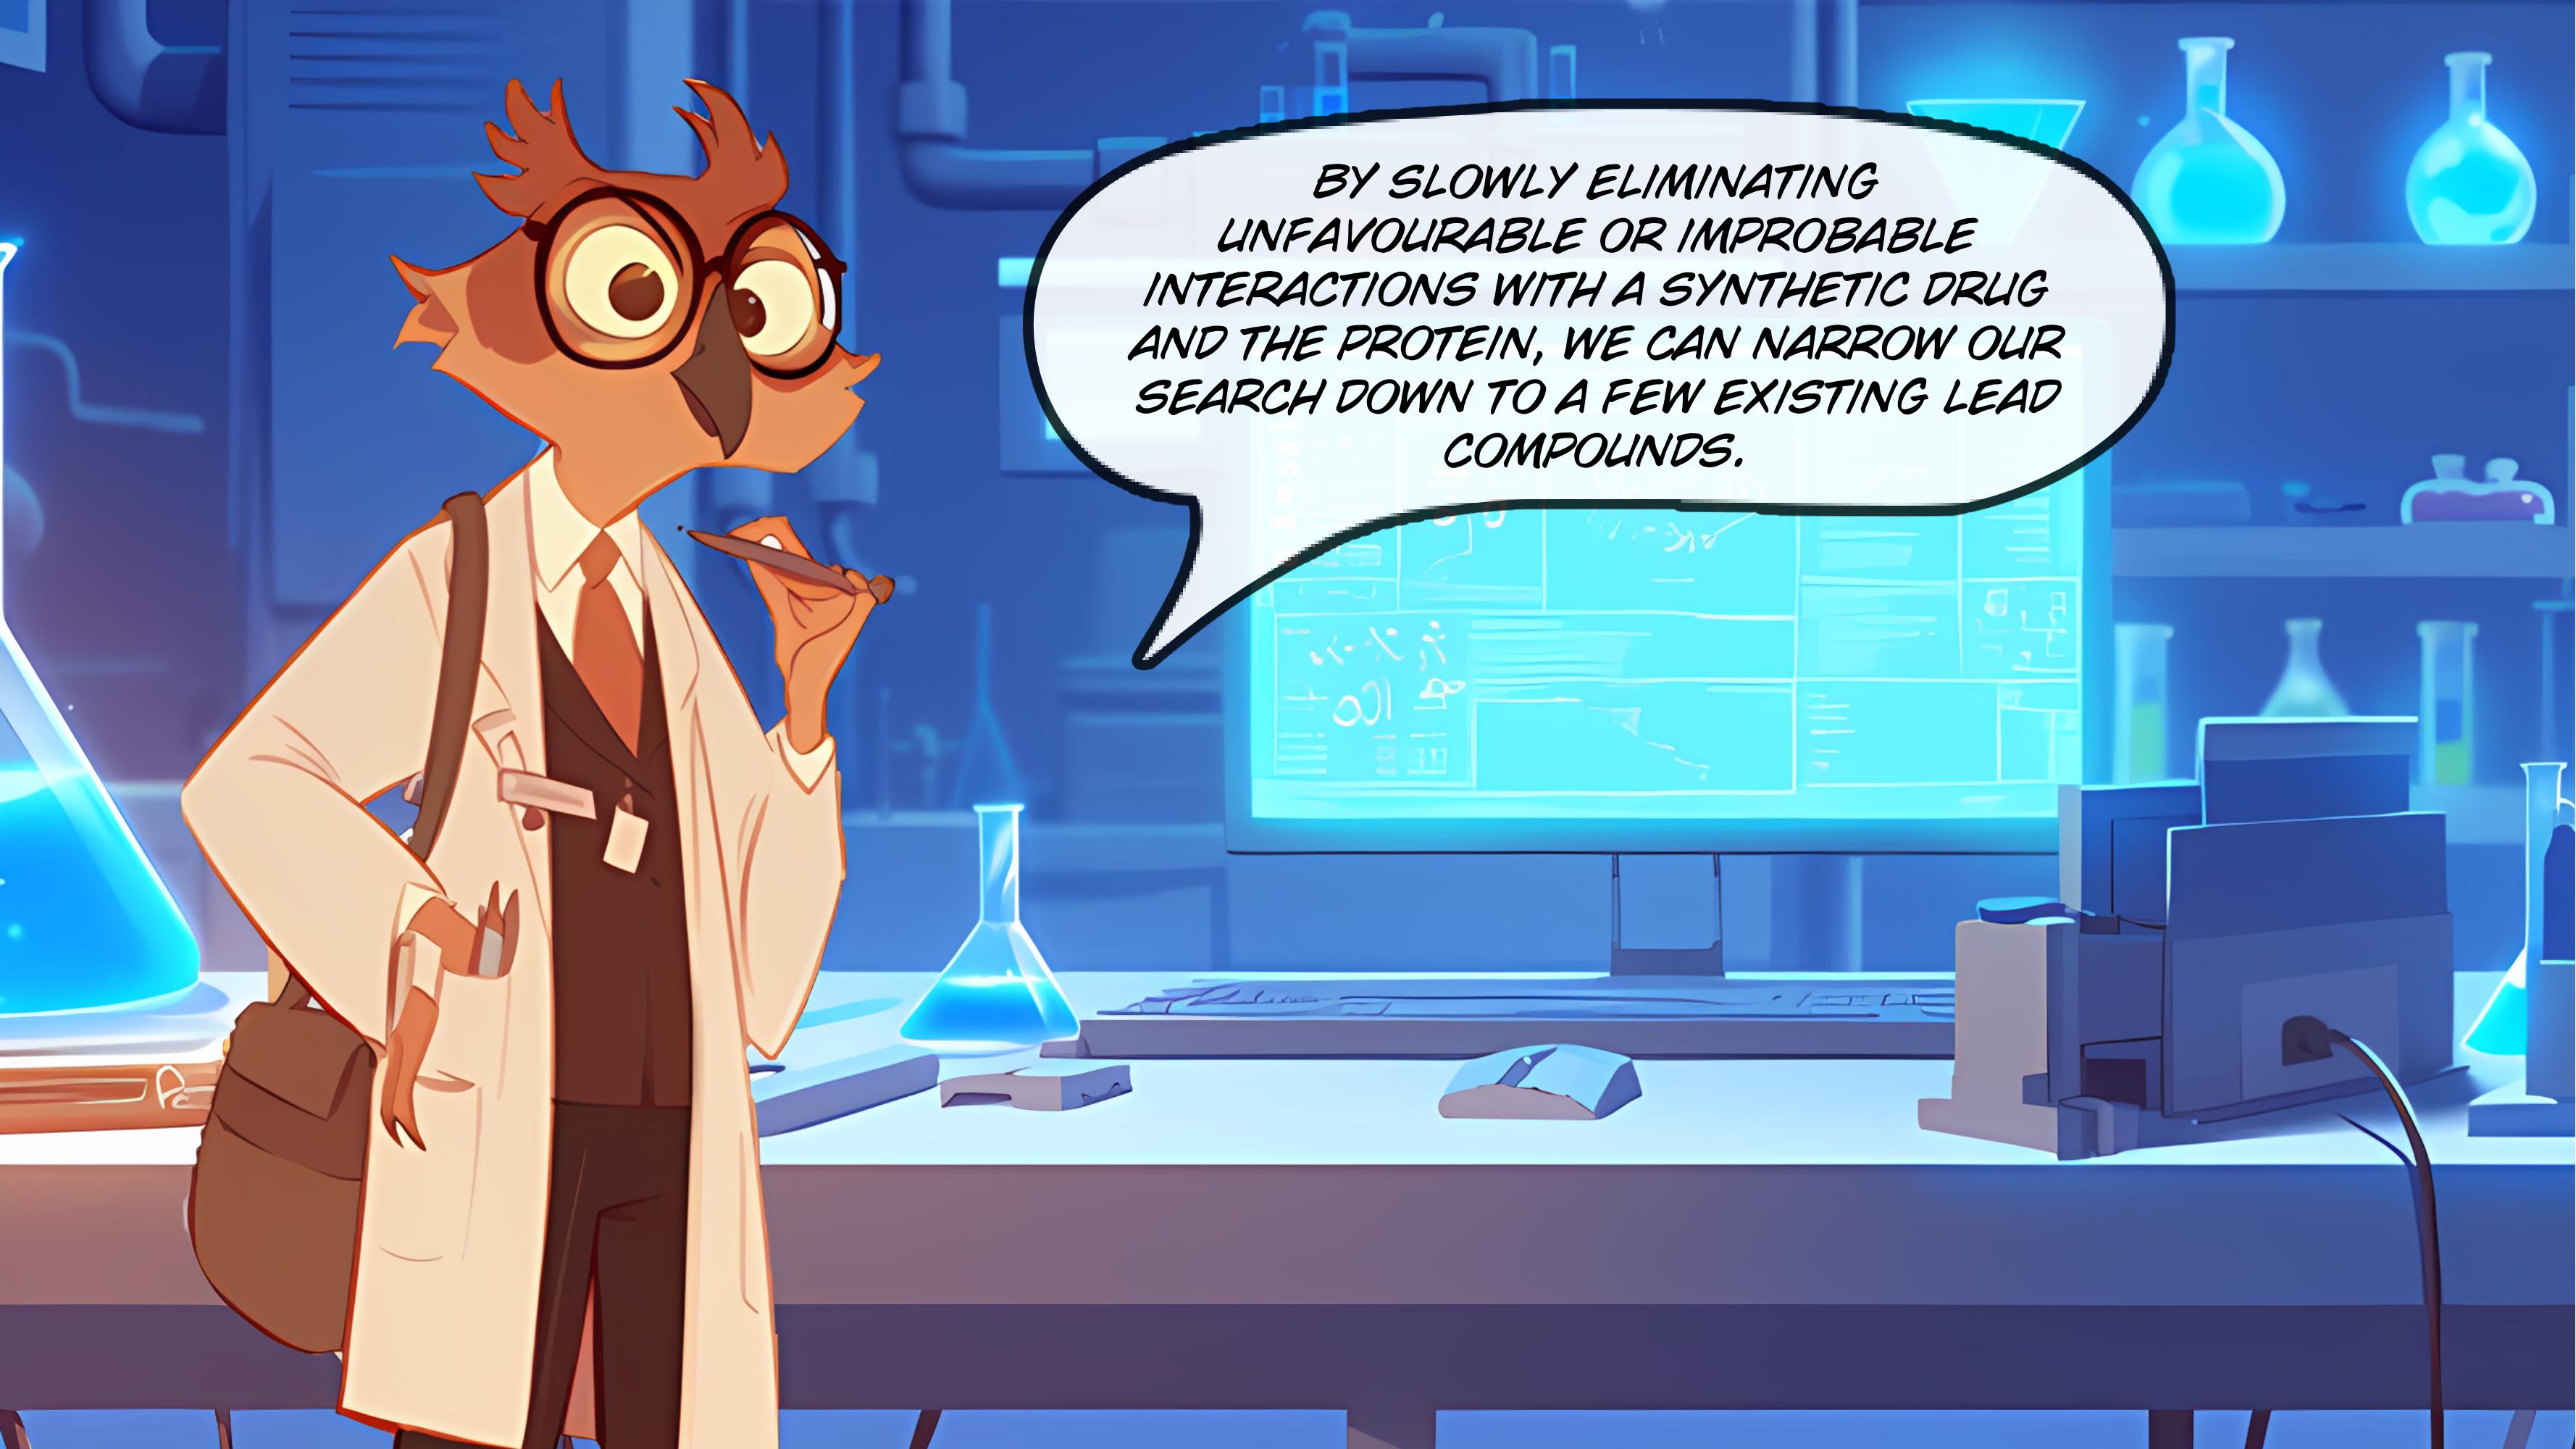 BY SLOWLY ELIMINATING
UNFAVOURABLE OR IMPROBABLE
INTERACTIONS WITH A SYNTHETIC DRUG
AND THE PROTEIN, WE CAN NARROW OUR
SEARCH DOWN TO A FEW EXISTING LEAD
COMPOUNDS.